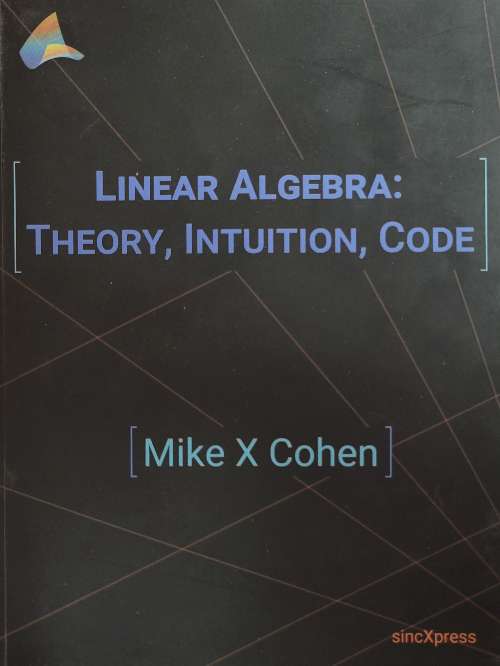 Linear Algebra:
Theory, Intuition, Code
Mike X Cohen
sincXpress